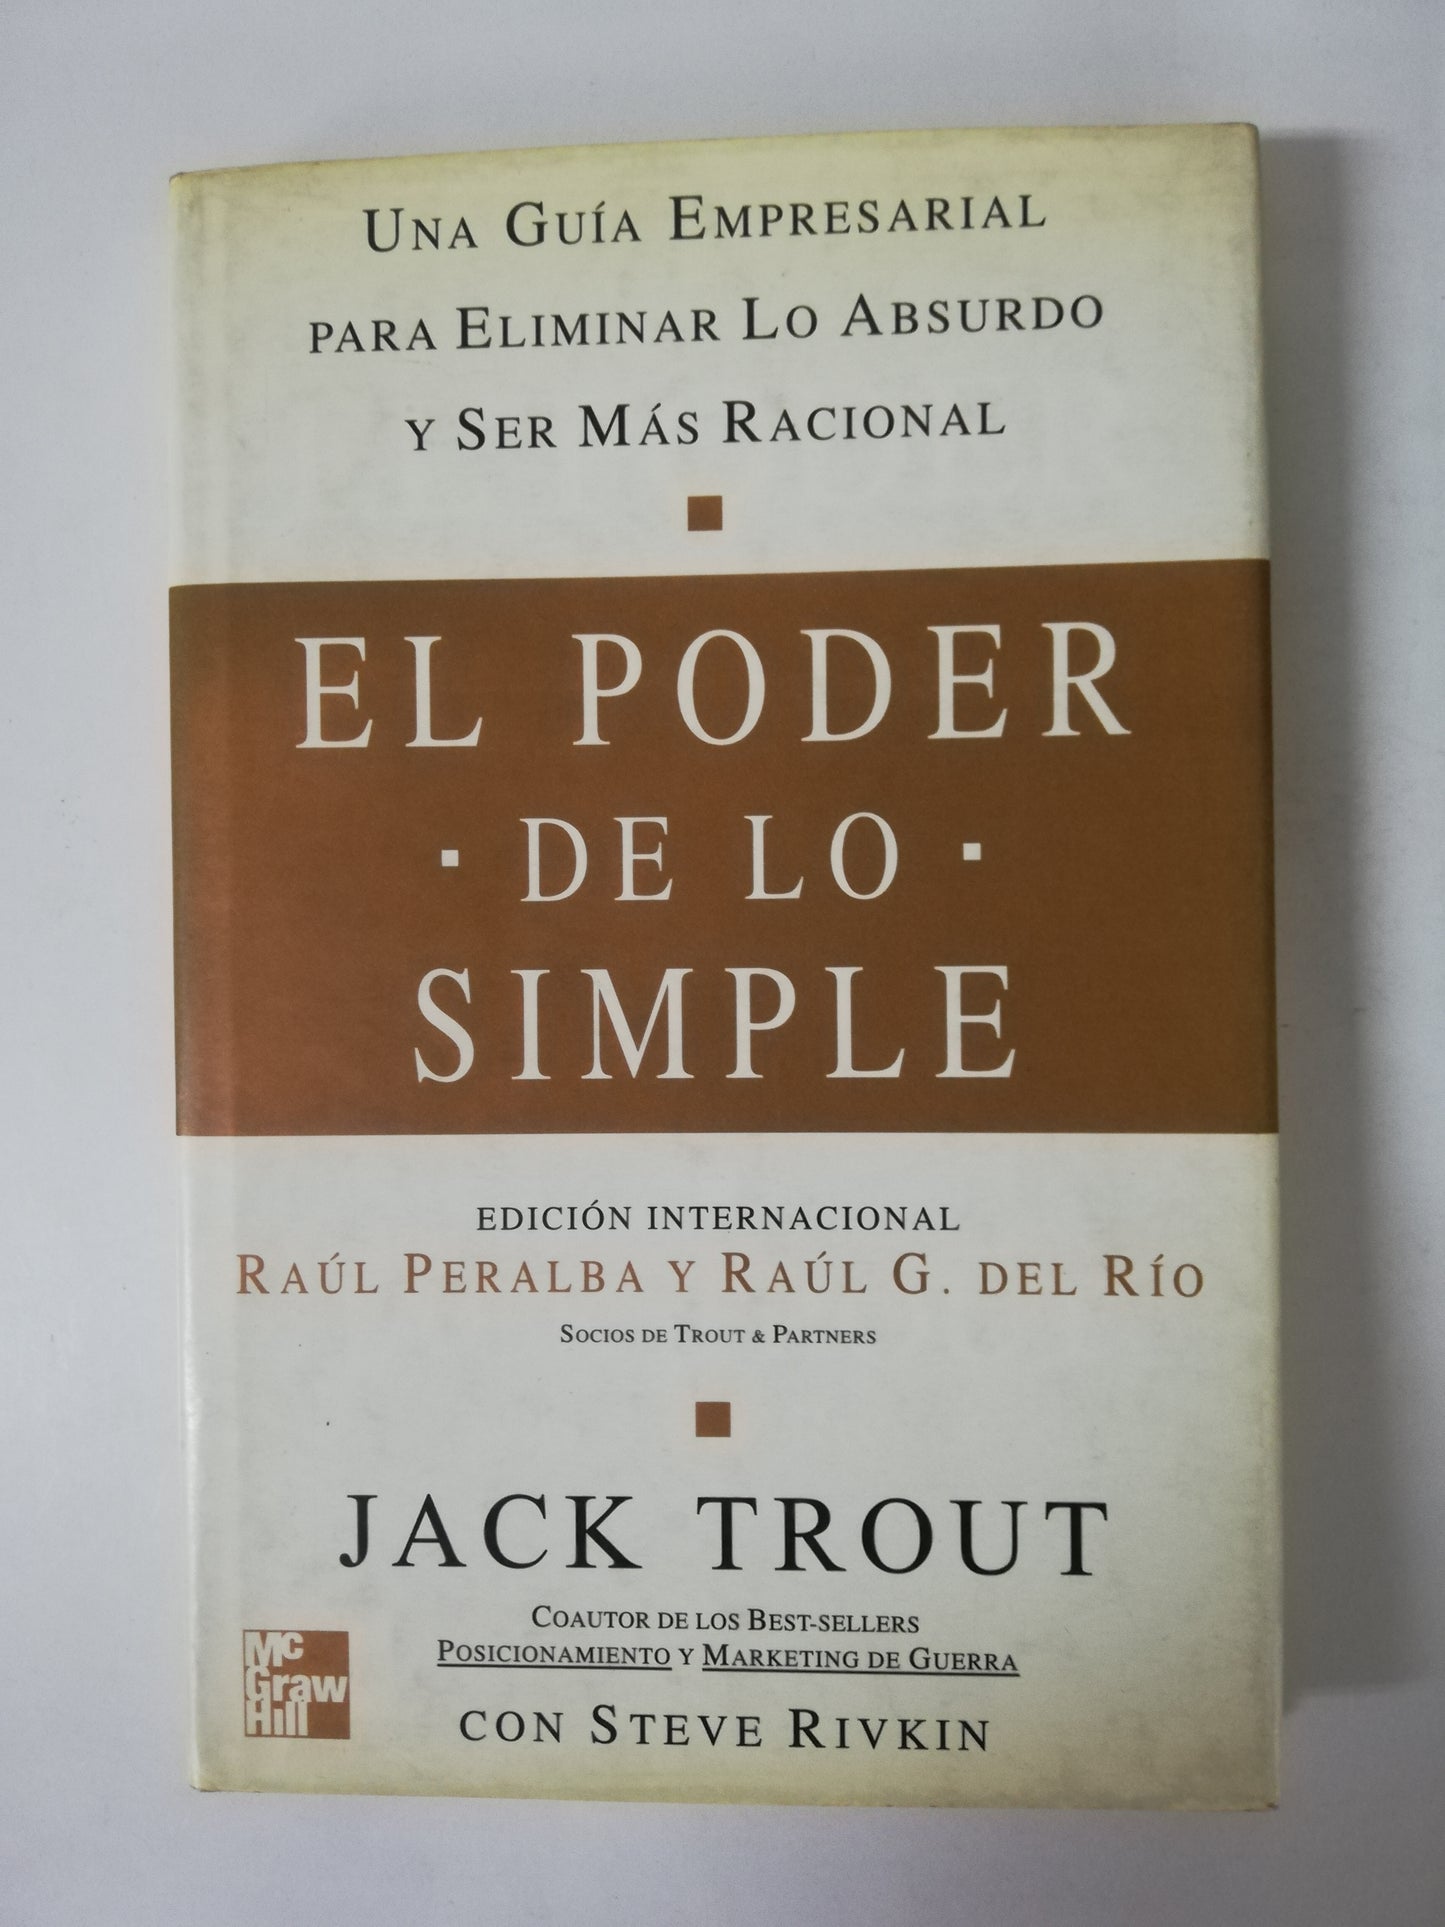 UNA GUÍA EMPRESARIAL
PARA ELIMINAR LO ABSURDO
Y SER MÁS RACIONAL
EL PODER
· DE LO ·
SIMPLE
EDICIÓN INTERNACIONAL
RAÚL PERALBA Y RAÚL G. DEL RÍO
SOCIOS DE TROUT & PARTNERS
JACK TROUT
COAUTOR DE LOS BEST-SELLERS
POSICIONAMIENTO Y MARKETING DE GUERRA
CON STEVE RIVKIN
Mc
Graw
Hill